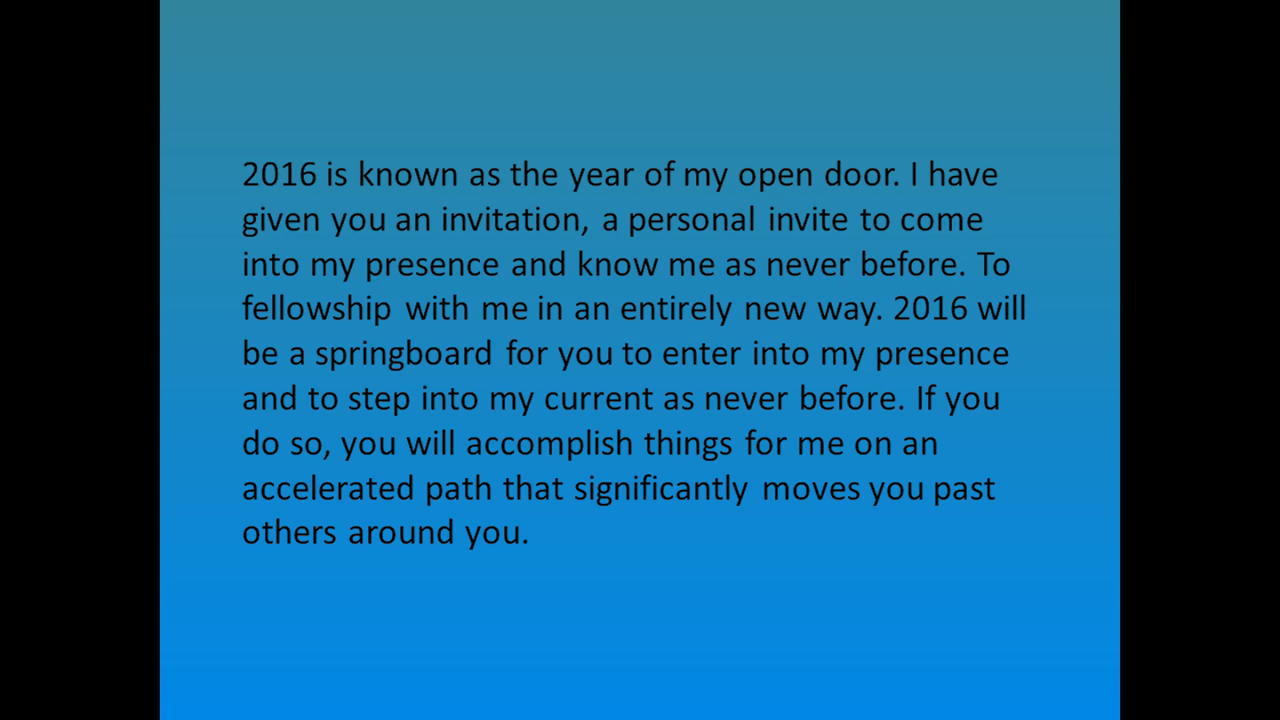 2016 is known as the year of my open door. I have
given you an invitation, a personal invite to come
into my presence and know me as never before. To
fellowship with me in an entirely new way. 2016 will
be a springboard for you to enter into my presence
and to step into my current as never before. If you
do so, you will accomplish things for me on an
accelerated path that significantly moves you past
others around you.